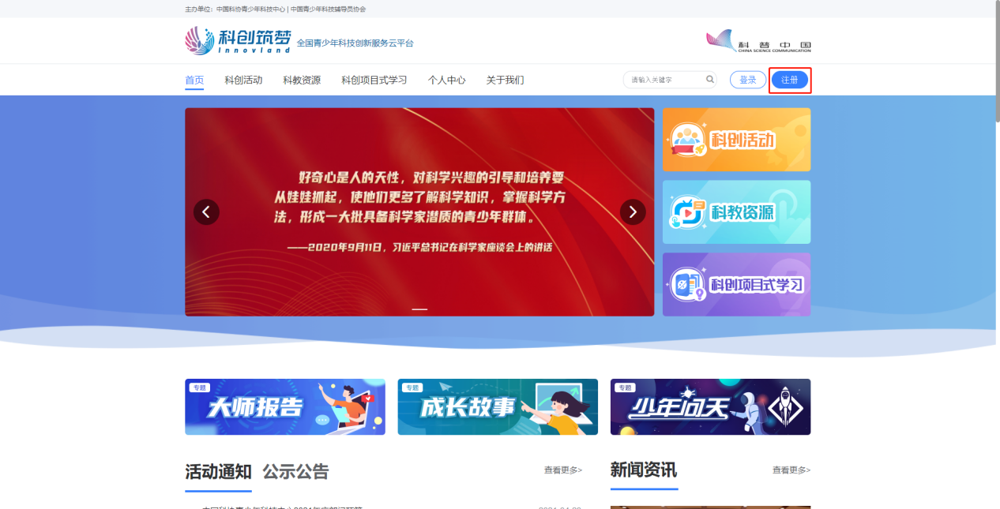 主办单位：中国科协青少年科技中心 | 中国青少年科技辅导员协会
科创筑梦
Innovland
全国青少年科技创新服务云平台
科 普 中 国
CHINA SCIENCE COMMUNICATION
首页 科创活动 科教资源 科创项目式学习 个人中心 关于我们 请输入关键字 登录 注册
好奇心是人的天性，对科学兴趣的引导和培养要
从娃娃抓起，使他们更多了解科学知识，掌握科学方
法，形成一大批具备科学家潜质的青少年群体。
——2020年9月11日，习近平总书记在科学家座谈会上的讲话
科创活动
科教资源
科创项目式学习
专题
大师报告
专题
成长故事
专题
少年问天
活动通知 公示公告 查看更多>
新闻资讯 查看更多>